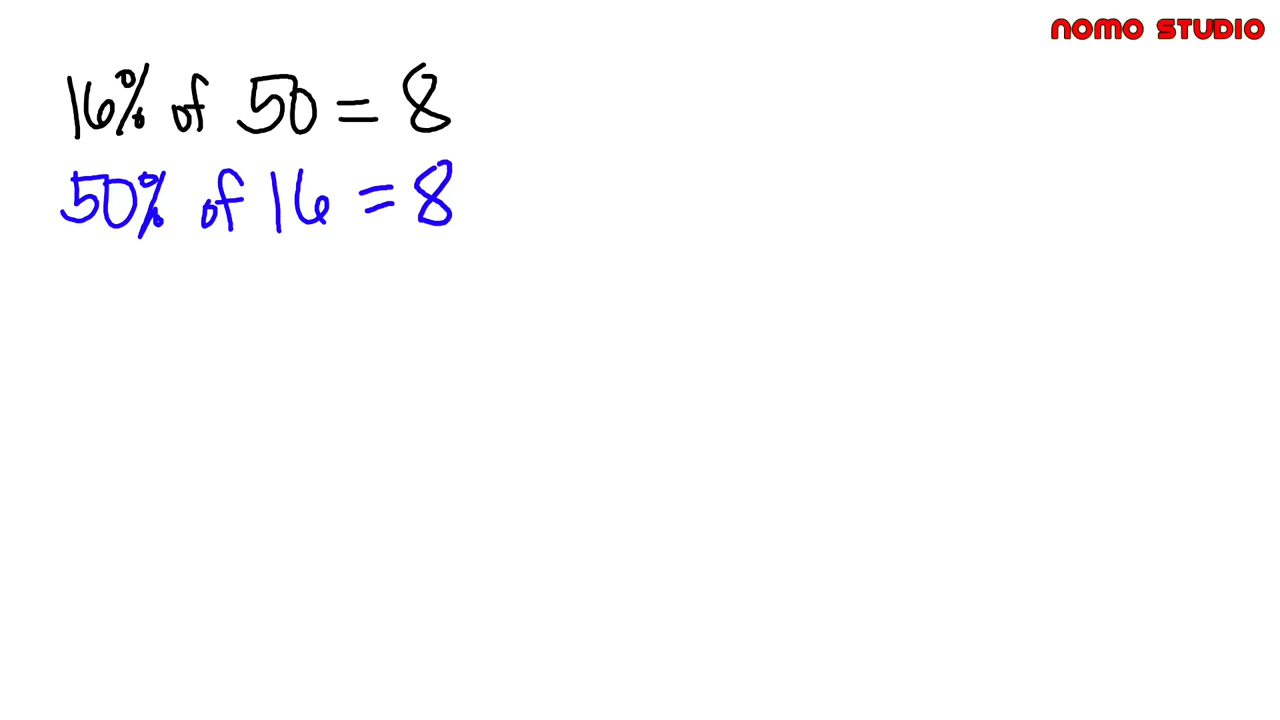 NOMO STUDIO
16% of 50 = 8
50% of 16 = 8